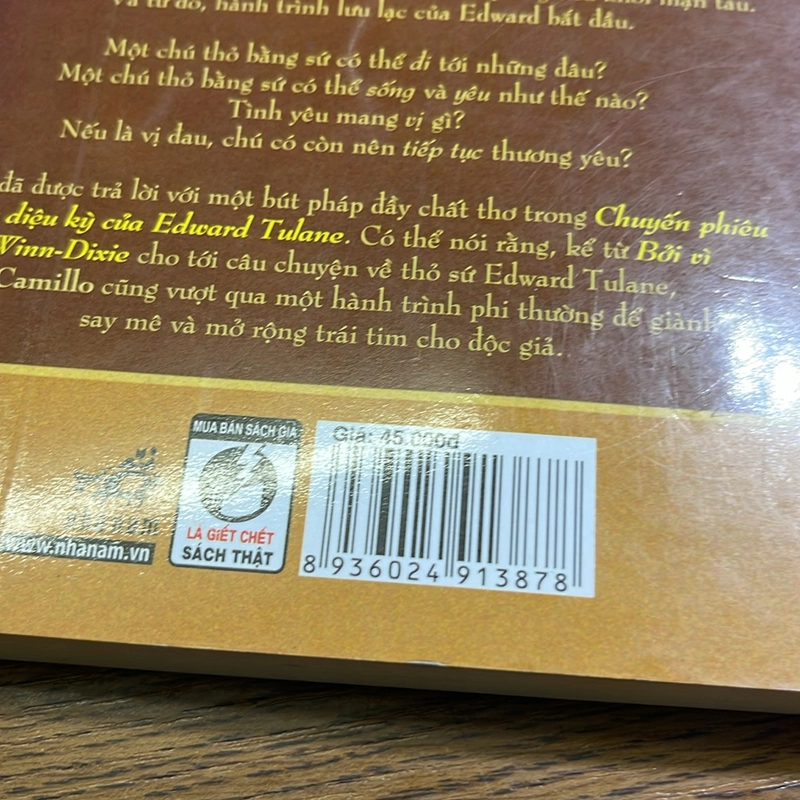 và từ đó, hành trình lưu lạc của Edward bắt đầu.
Một chú thỏ bằng sứ có thể đi tới những đâu?
Một chú thỏ bằng sứ có thể sống và yêu như thế nào?
Tình yêu mang vị gì?
Nếu là vị đau, chú có còn nên tiếp tục thương yêu?
đã được trả lời với một bút pháp đầy chất thơ trong Chuyến phiêu
diệu kỳ của Edward Tulane. Có thể nói rằng, kể từ Bởi vì
Winn-Dixie cho tới câu chuyện về thỏ sứ Edward Tulane,
Camillo cũng vượt qua một hành trình phi thường để giành
say mê và mở rộng trái tim cho độc giả.
MUA BÁN SÁCH GIẢ
LÀ GIẾT CHẾT
SÁCH THẬT
www.nhanam.vn
Giá: 45.000đ
8 936024 913878